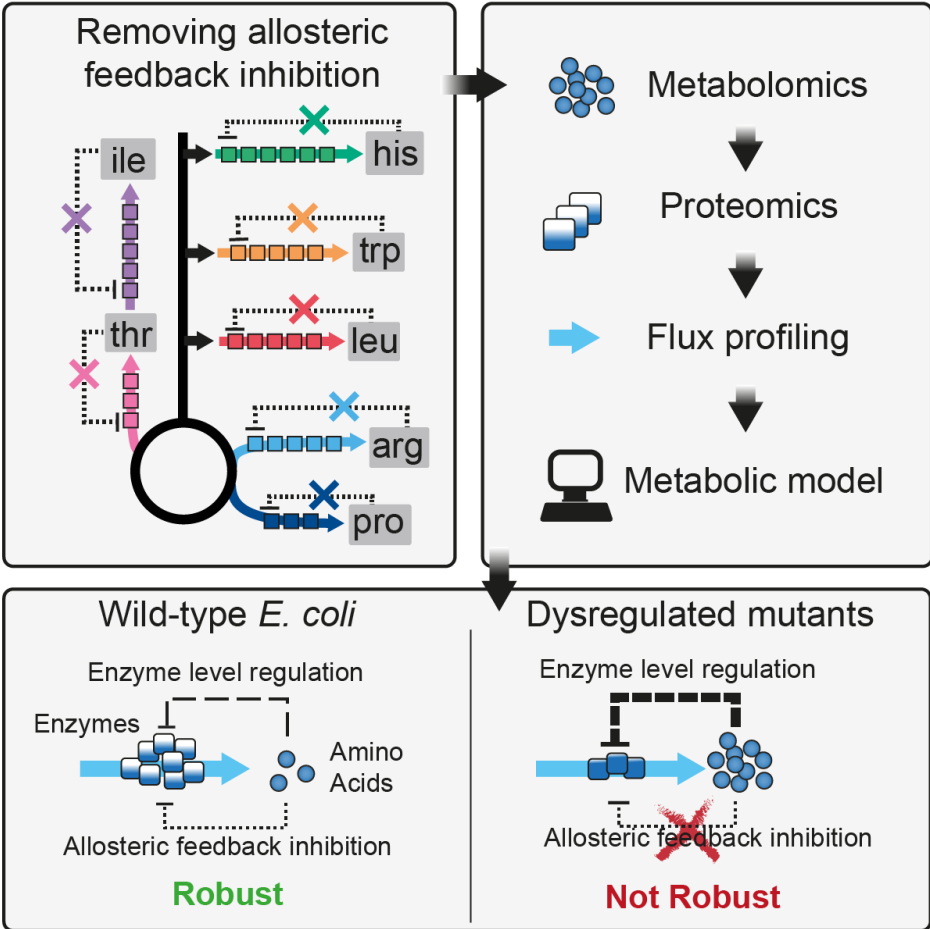 Removing allosteric
feedback inhibition
ile
thr
his
trp
leu
arg
pro
Metabolomics
Proteomics
Flux profiling
Metabolic model
Wild-type E. coli
Enzyme level regulation
Enzymes
Amino
Acids
Allosteric feedback inhibition
Robust
Dysregulated mutants
Enzyme level regulation
Allosteric feedback inhibition
Not Robust